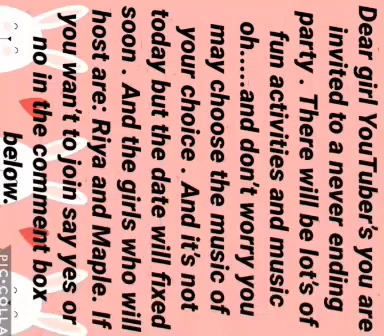 Dear girl YouTuber's you are
invited to a never ending
party . There will be lot's of
fun activities and music
oh....and don't worry you
may choose the music of
your choice . And it's not
today but the date will fixed
soon . And the girls who will
host are: Riya and Maple. If
you wan't to join say yes or
no in the comment box
below.
PIC•COLLA